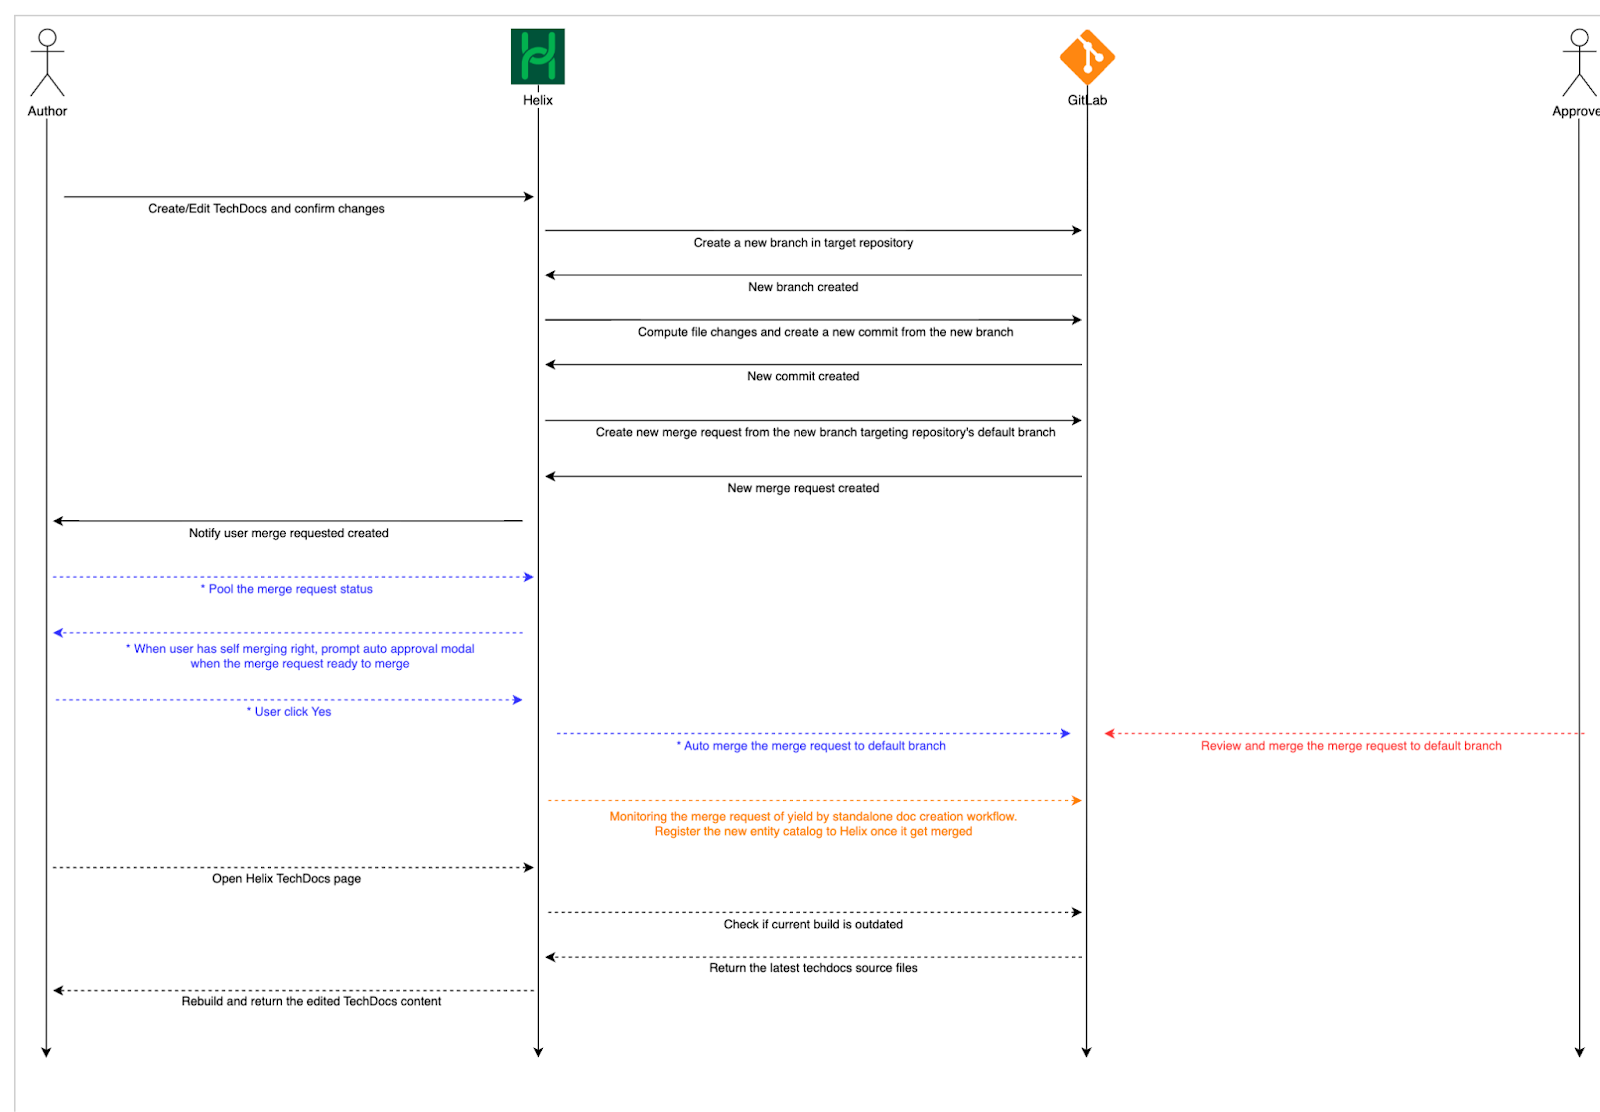 Author
Helix
GitLab
Approve
Create/Edit TechDocs and confirm changes
Create a new branch in target repository
New branch created
Compute file changes and create a new commit from the new branch
New commit created
Create new merge request from the new branch targeting repository's default branch
New merge request created
Notify user merge requested created
* Pool the merge request status
* When user has self merging right, prompt auto approval modal
when the merge request ready to merge
* User click Yes
* Auto merge the merge request to default branch
Review and merge the merge request to default branch
Monitoring the merge request of yield by standalone doc creation workflow.
Register the new entity catalog to Helix once it get merged
Open Helix TechDocs page
Check if current build is outdated
Return the latest techdocs source files
Rebuild and return the edited TechDocs content